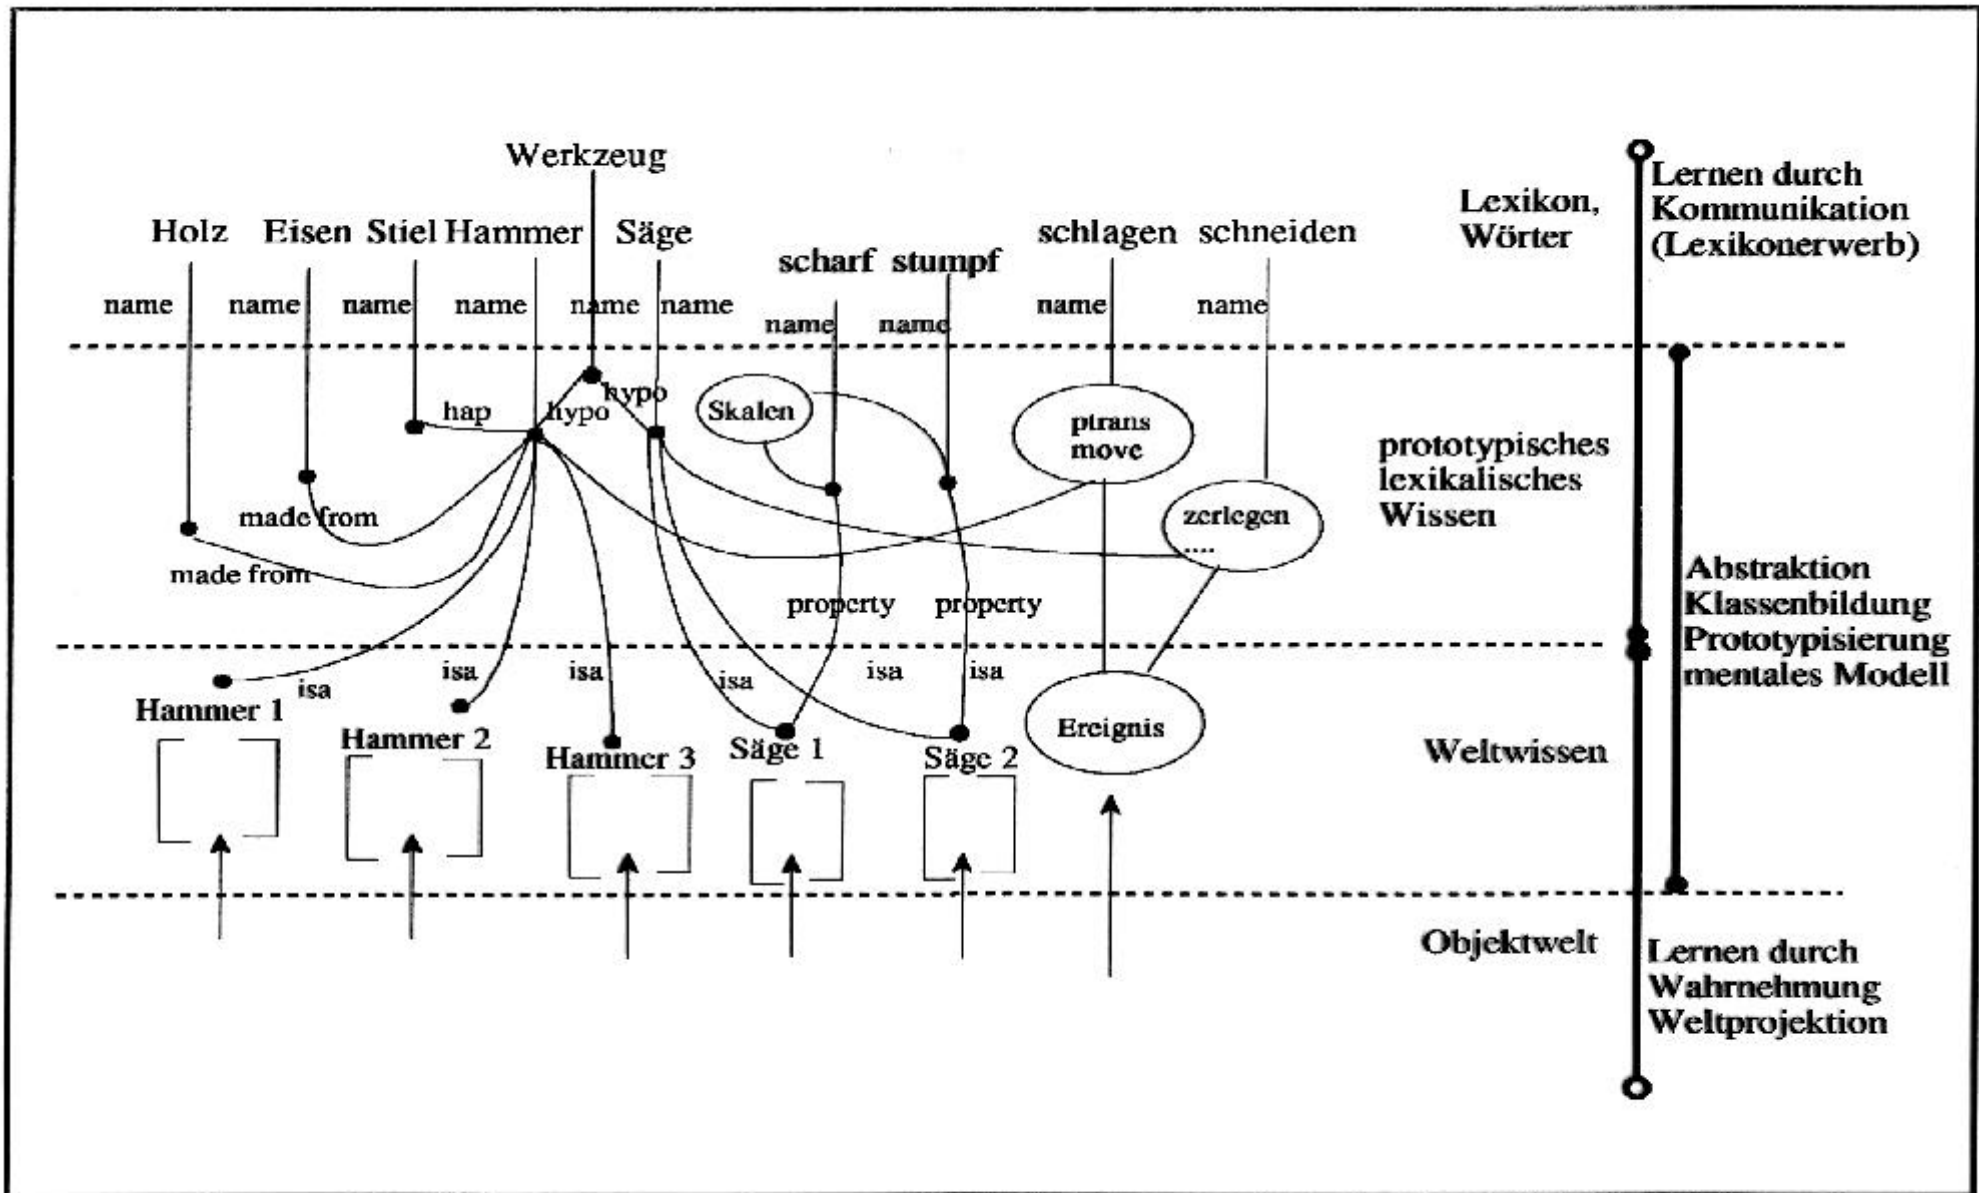 Werkzeug
Holz Eisen Stiel Hammer Säge
scharf stumpf
schlagen schneiden
Lexikon,
Wörter
Lernen durch
Kommunikation
(Lexikonerwerb)
name name name name name name
name name
name name
hypo
hap hypo
Skalen
ptrans
move
made from
made from
zerlegen
....
prototypisches
lexikalisches
Wissen
property property
Abstraktion
Klassenbildung
Prototypisierung
mentales Modell
isa isa isa isa isa isa
Hammer 1
Hammer 2
Hammer 3
Säge 1
Säge 2
Ereignis
Weltwissen
Objektwelt
Lernen durch
Wahrnehmung
Weltprojektion